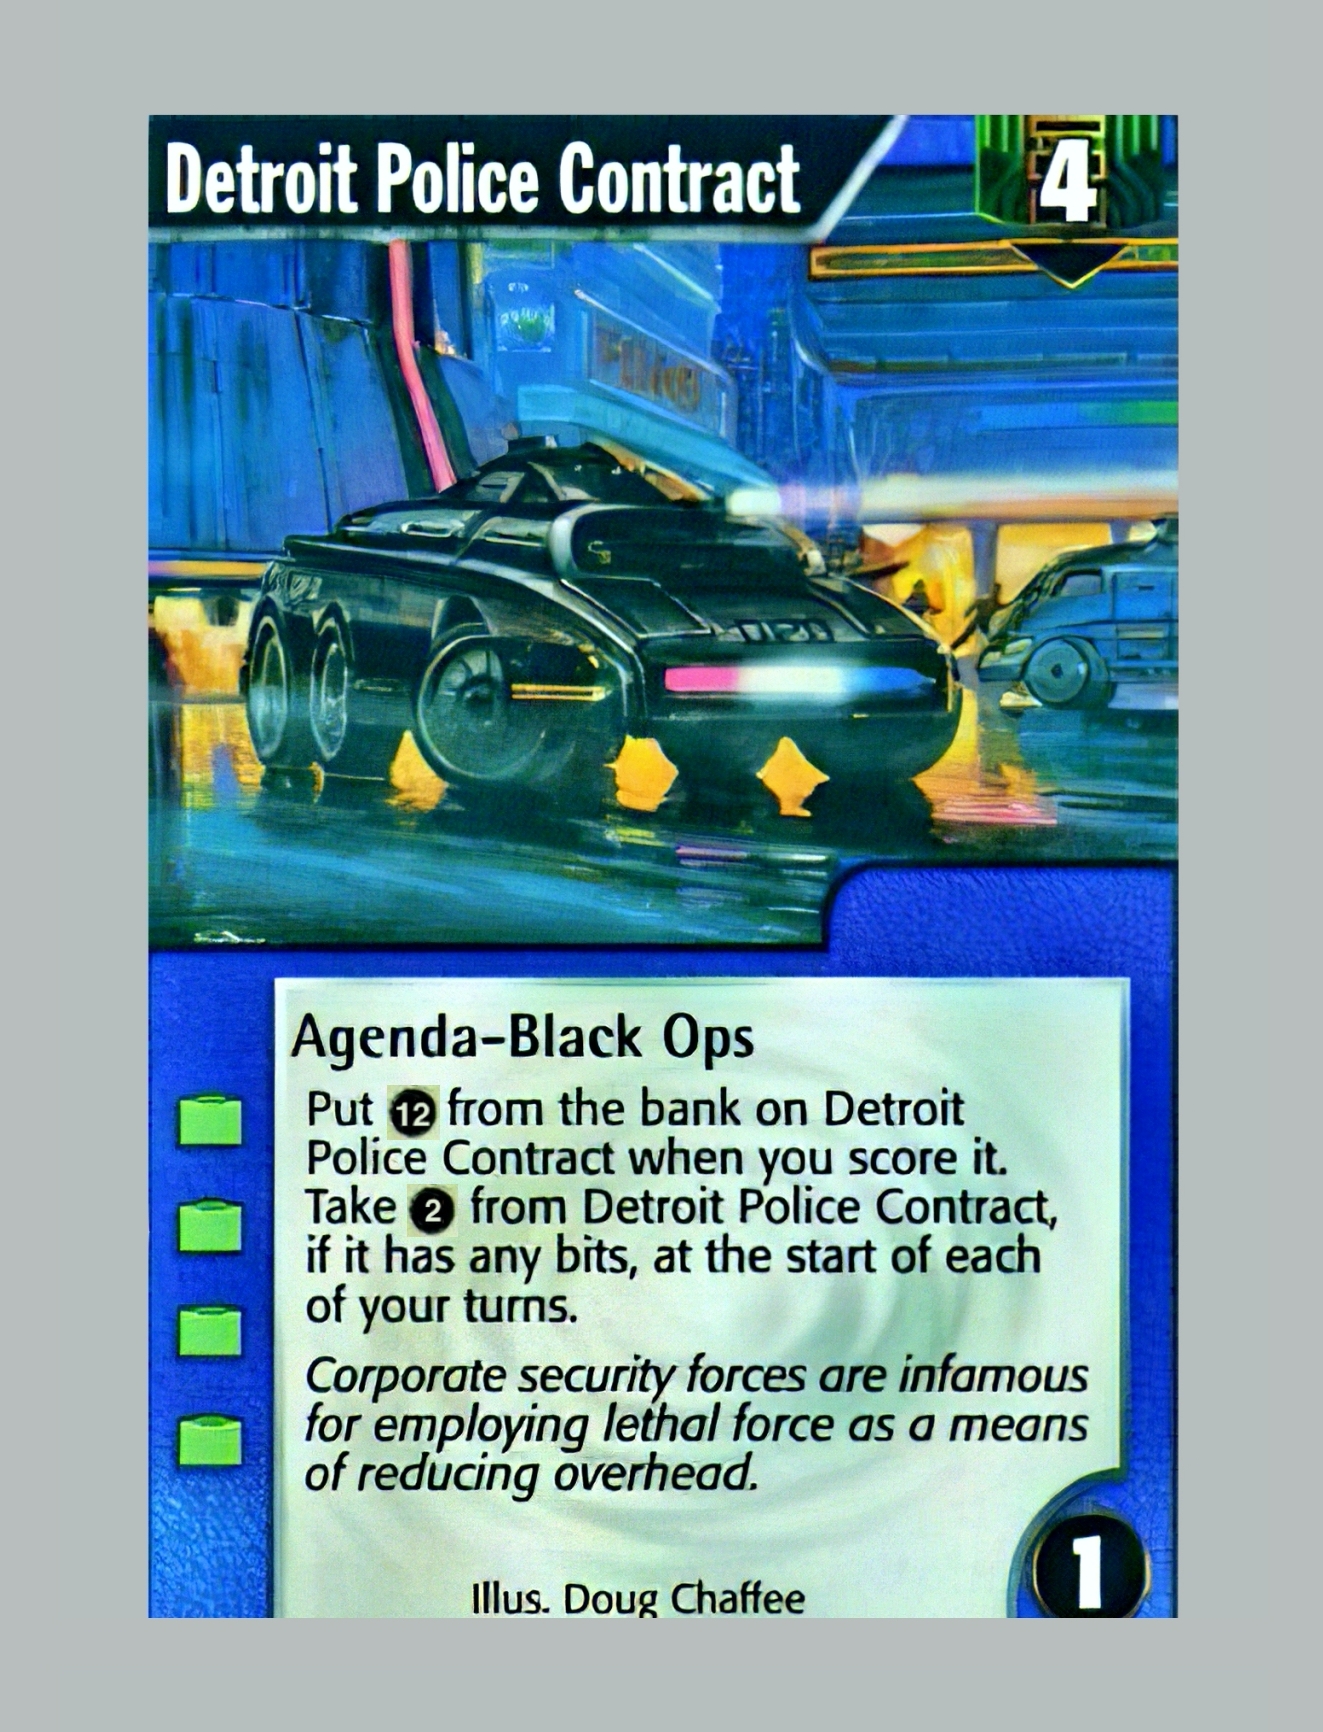 Detroit Police Contract
4
Agenda-Black Ops
Put 12 from the bank on Detroit
Police Contract when you score it.
Take 2 from Detroit Police Contract,
if it has any bits, at the start of each
of your turns.
Corporate security forces are infamous
for employing lethal force as a means
of reducing overhead.
1
Illus. Doug Chaffee